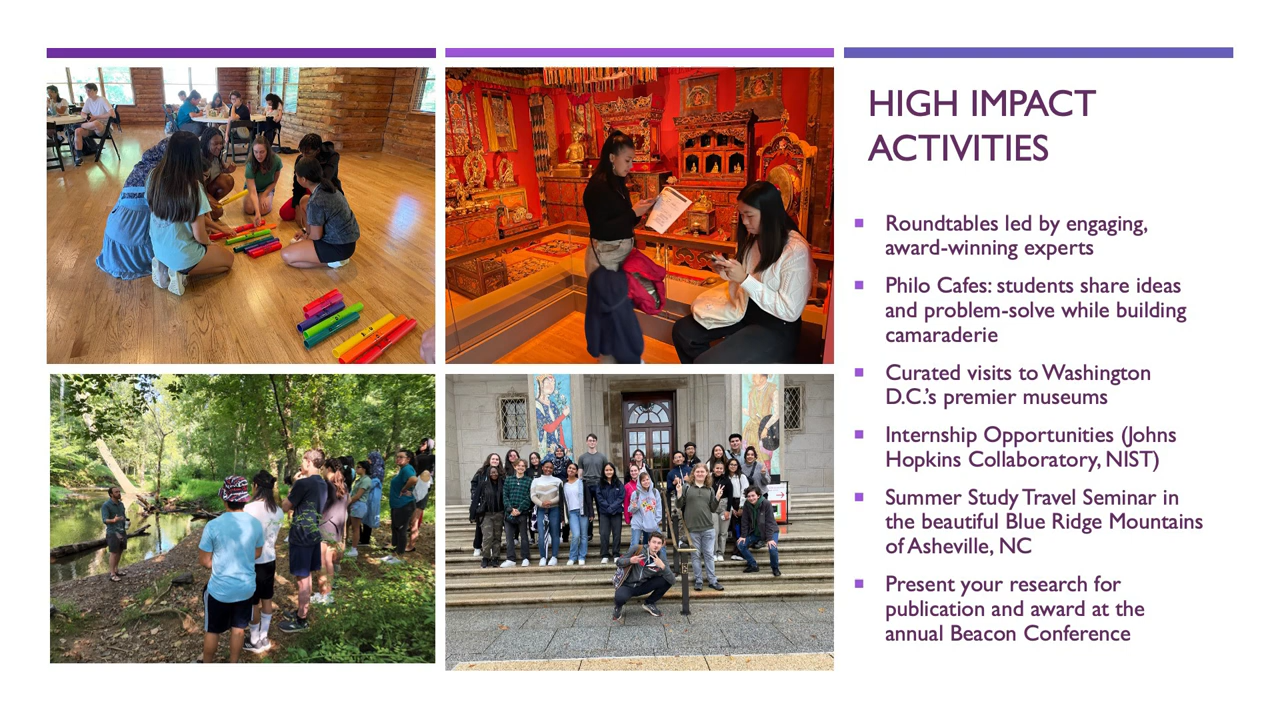 HIGH IMPACT
ACTIVITIES
Roundtables led by engaging,
award-winning experts
Philo Cafes: students share ideas
and problem-solve while building
camaraderie
Curated visits to Washington
D.C.’s premier museums
Internship Opportunities (Johns
Hopkins Collaboratory, NIST)
Summer Study Travel Seminar in
the beautiful Blue Ridge Mountains
of Asheville, NC
Present your research for
publication and award at the
annual Beacon Conference